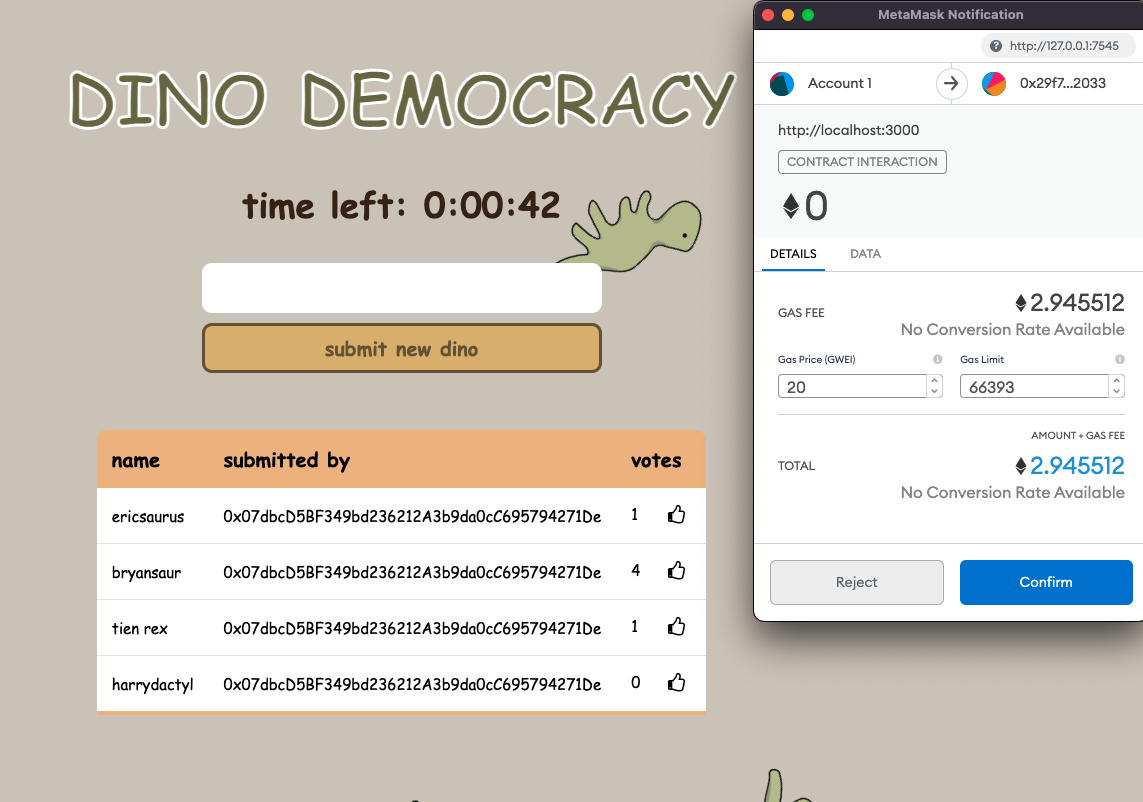 DINO DEMOCRACY
time left: 0:00:42
submit new dino
name submitted by votes
ericsaurus 0x07dbcD5BF349bd236212A3b9da0cC695794271De 1
bryansaur 0x07dbcD5BF349bd236212A3b9da0cC695794271De 4
tien rex 0x07dbcD5BF349bd236212A3b9da0cC695794271De 1
harrydactyl 0x07dbcD5BF349bd236212A3b9da0cC695794271De 0
MetaMask Notification
http://127.0.0.1:7545
Account 1 0x29f7...2033
http://localhost:3000
CONTRACT INTERACTION
0
DETAILS DATA
GAS FEE 2.945512
No Conversion Rate Available
Gas Price (GWEI) Gas Limit
20 66393
AMOUNT + GAS FEE
TOTAL 2.945512
No Conversion Rate Available
Reject Confirm